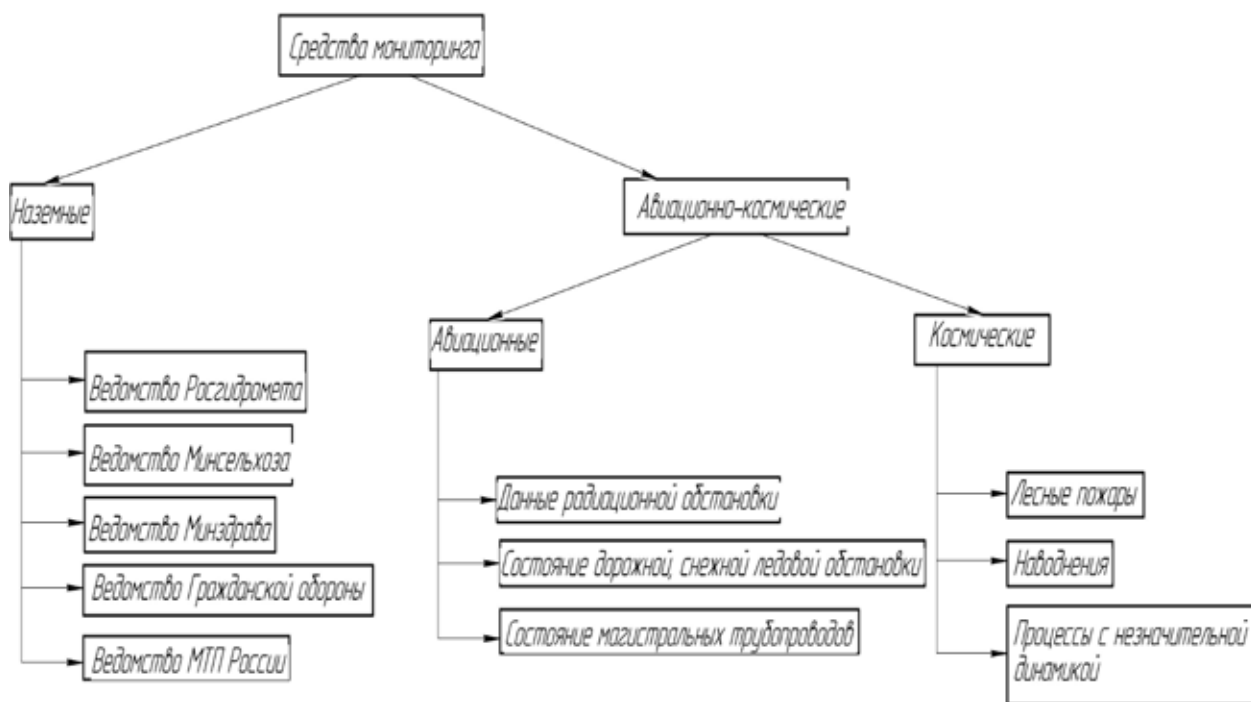 Средства мониторинга
Наземные
Авиационно-космические
Авиационные
Космические
Ведомство Росгидромета
Ведомство Минсельхоза
Ведомство Минздрава
Ведомство Гражданской обороны
Ведомство МТП России
Данные радиационной обстановки
Состояние дорожной, снежной ледовой обстановки
Состояние магистральных трубопроводов
Лесные пожары
Наводнения
Процессы с незначительной
динамикой